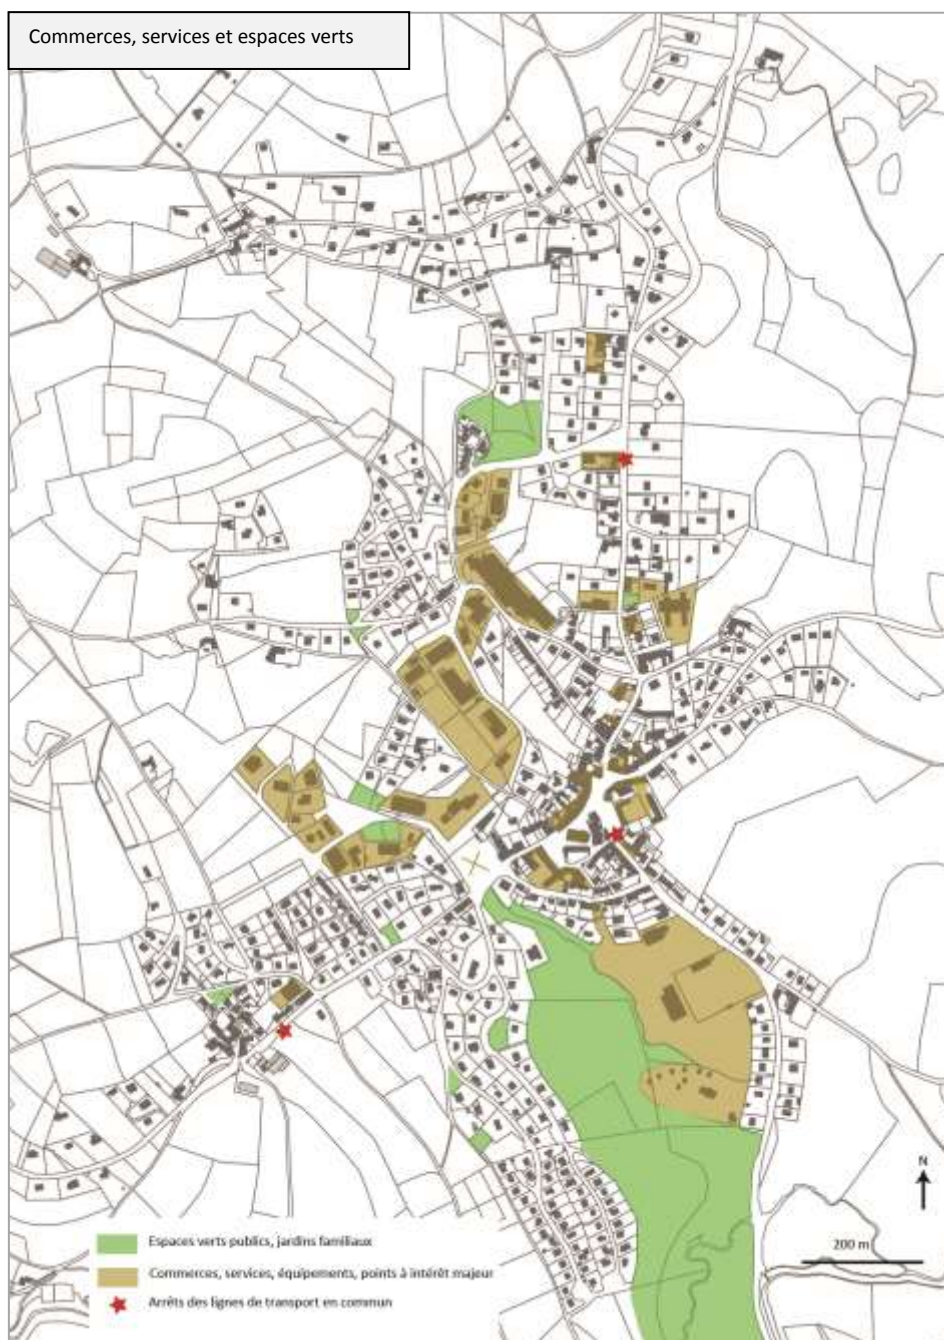 Commerces, services et espaces verts
N
200 m
Espaces verts publics, jardins familiaux
Commerces, services, équipements, points à intérêt majeur
Arrêts des lignes de transport en commun